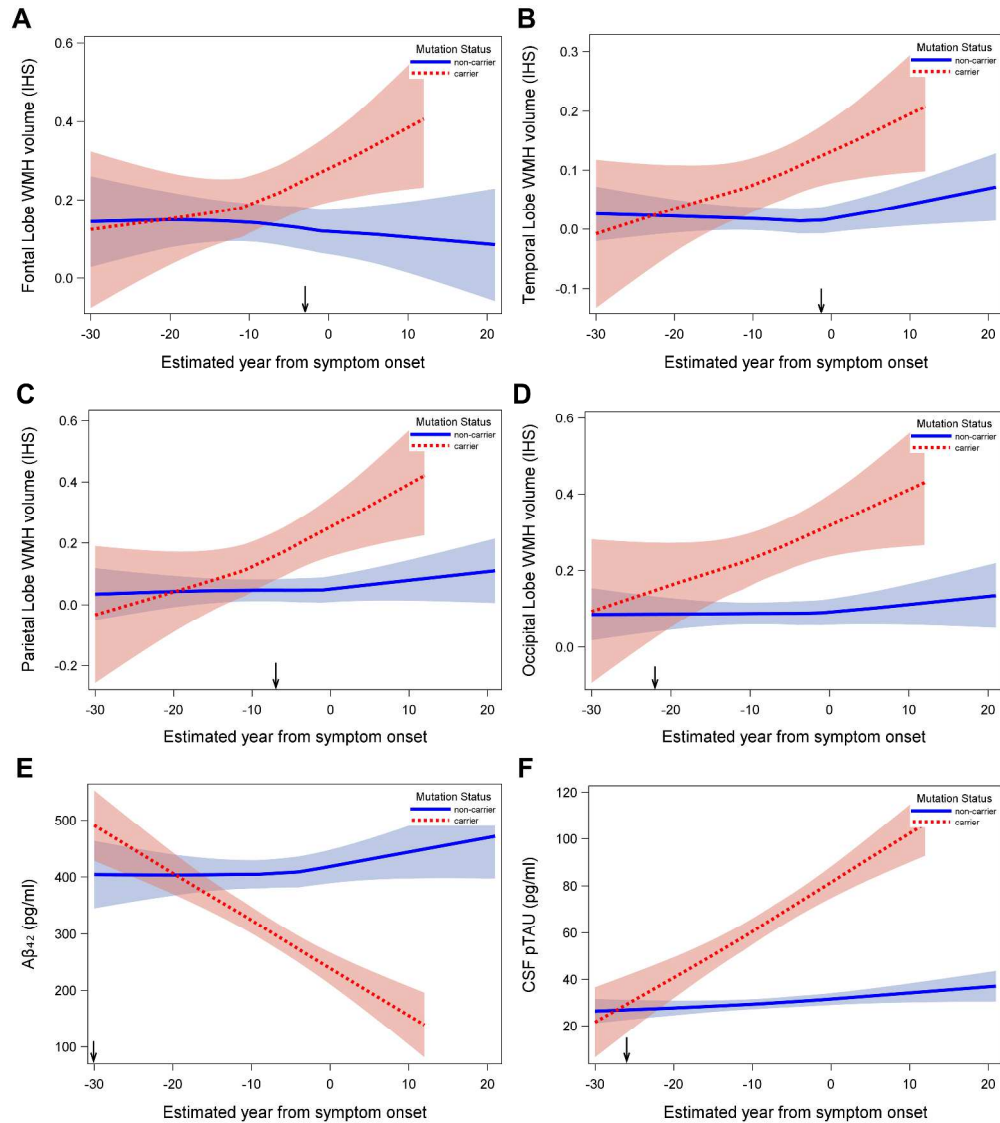 A
Fontal Lobe WMH volume (IHS)
0.6
0.4
0.2
0.0
Mutation Status
non-carrier
carrier
-30 -20 -10 0 10 20
Estimated year from symptom onset
B
Temporal Lobe WMH volume (IHS)
0.3
0.2
0.1
0.0
-0.1
Mutation Status
non-carrier
carrier
-30 -20 -10 0 10 20
Estimated year from symptom onset
C
Parietal Lobe WMH volume (IHS)
0.6
0.4
0.2
0.0
-0.2
Mutation Status
non-carrier
carrier
-30 -20 -10 0 10 20
Estimated year from symptom onset
D
Occipital Lobe WMH volume (IHS)
0.6
0.4
0.2
0.0
Mutation Status
non-carrier
carrier
-30 -20 -10 0 10 20
Estimated year from symptom onset
E
Aβ₄₂ (pg/ml)
500
400
300
200
100
Mutation Status
non-carrier
carrier
-30 -20 -10 0 10 20
Estimated year from symptom onset
F
CSF pTAU (pg/ml)
120
100
80
60
40
20
Mutation Status
non-carrier
carrier
-30 -20 -10 0 10 20
Estimated year from symptom onset